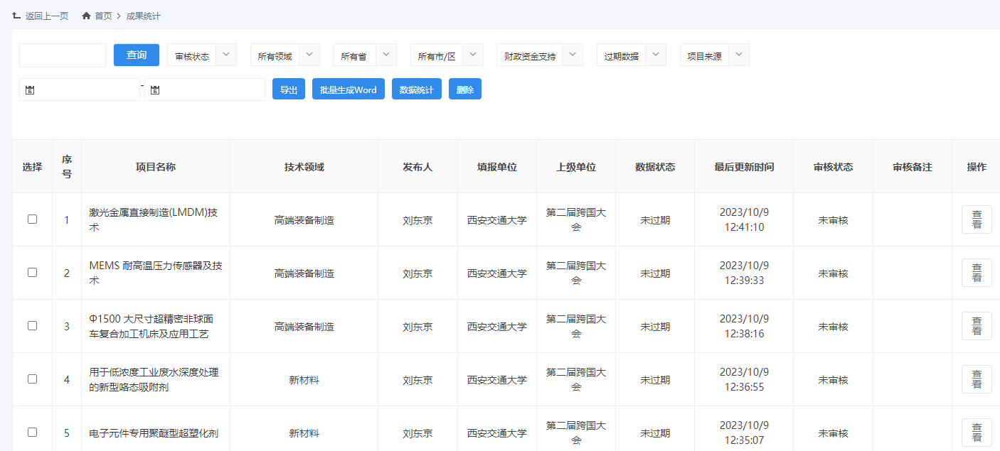 返回上一页 首页 > 成果统计
查询 审核状态 所有领域 所有省 所有市/区 财政资金支持 过期数据 项目来源
- 导出 批量生成Word 数据统计 删除
选择 序号 项目名称 技术领域 发布人 填报单位 上级单位 数据状态 最后更新时间 审核状态 审核备注 操作
1 激光金属直接制造(LMDM)技术 高端装备制造 刘东京 西安交通大学 第二届跨国大会 未过期 2023/10/9 12:41:10 未审核 查看
2 MEMS 耐高温压力传感器及技术 高端装备制造 刘东京 西安交通大学 第二届跨国大会 未过期 2023/10/9 12:39:33 未审核 查看
3 Φ1500 大尺寸超精密非球面车复合加工机床及应用工艺 高端装备制造 刘东京 西安交通大学 第二届跨国大会 未过期 2023/10/9 12:38:16 未审核 查看
4 用于低浓度工业废水深度处理的新型咯态吸附剂 新材料 刘东京 西安交通大学 第二届跨国大会 未过期 2023/10/9 12:36:55 未审核 查看
5 电子元件专用聚醚型超塑化剂 新材料 刘东京 西安交通大学 第二届跨国大会 未过期 2023/10/9 12:35:07 未审核 查看